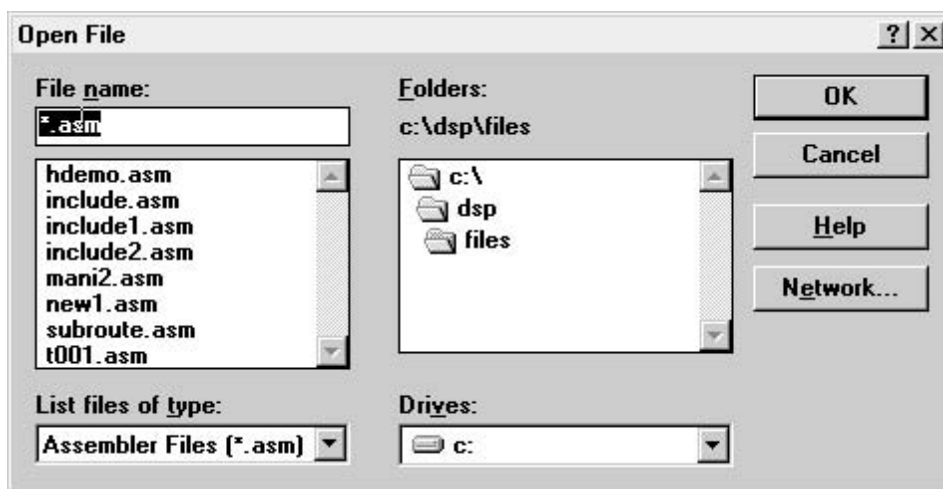 Open File
File name:
*.asm
hdemo.asm
include.asm
include1.asm
include2.asm
mani2.asm
new1.asm
subroute.asm
t001.asm
List files of type:
Assembler Files (*.asm)
Folders:
c:\dsp\files
c:\
dsp
files
Drives:
c:
OK
Cancel
Help
Network...